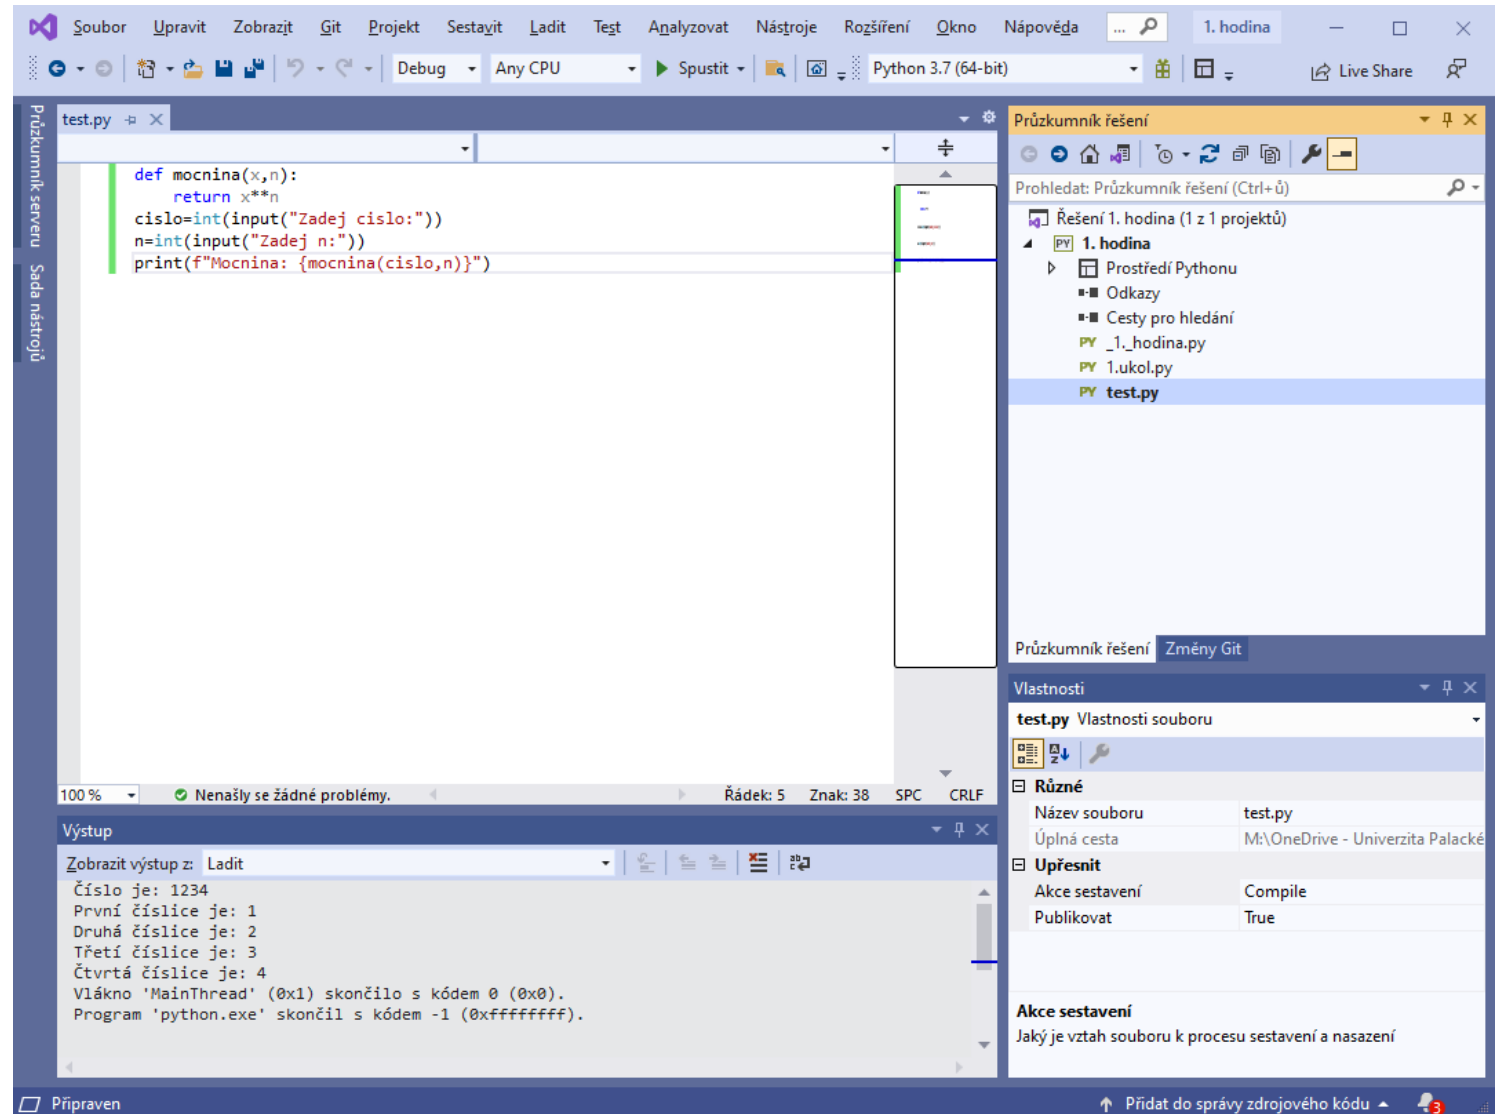 Soubor Upravit Zobrazit Git Projekt Sestavit Ladit Test Analyzovat Nástroje Rozšíření Okno Nápověda ... 1. hodina
Debug Any CPU Spustit Python 3.7 (64-bit) Live Share
Průzkumník serveru
Sada nástrojů
test.py
def mocnina(x,n):
    return x**n
cislo=int(input("Zadej cislo:"))
n=int(input("Zadej n:"))
print(f"Mocnina: {mocnina(cislo,n)}")
100 % Nenašly se žádné problémy. Řádek: 5 Znak: 38 SPC CRLF
Výstup
Zobrazit výstup z: Ladit
Číslo je: 1234
První číslice je: 1
Druhá číslice je: 2
Třetí číslice je: 3
Čtvrtá číslice je: 4
Vlákno 'MainThread' (0x1) skončilo s kódem 0 (0x0).
Program 'python.exe' skončil s kódem -1 (0xffffffff).
Průzkumník řešení
Prohledat: Průzkumník řešení (Ctrl+ů)
Řešení 1. hodina (1 z 1 projektů)
PY 1. hodina
Prostředí Pythonu
Odkazy
Cesty pro hledání
PY _1._hodina.py
PY 1.ukol.py
PY test.py
Průzkumník řešení Změny Git
Vlastnosti
test.py Vlastnosti souboru
Různé
Název souboru test.py
Úplná cesta M:\OneDrive - Univerzita Palacké
Upřesnit
Akce sestavení Compile
Publikovat True
Akce sestavení
Jaký je vztah souboru k procesu sestavení a nasazení
Připraven Přidat do správy zdrojového kódu 3